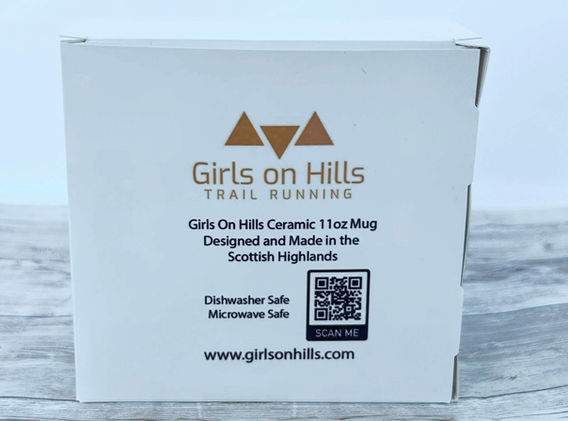 Girls on Hills
TRAIL RUNNING
Girls On Hills Ceramic 11oz Mug
Designed and Made in the
Scottish Highlands
Dishwasher Safe
Microwave Safe
SCAN ME
www.girlsonhills.com